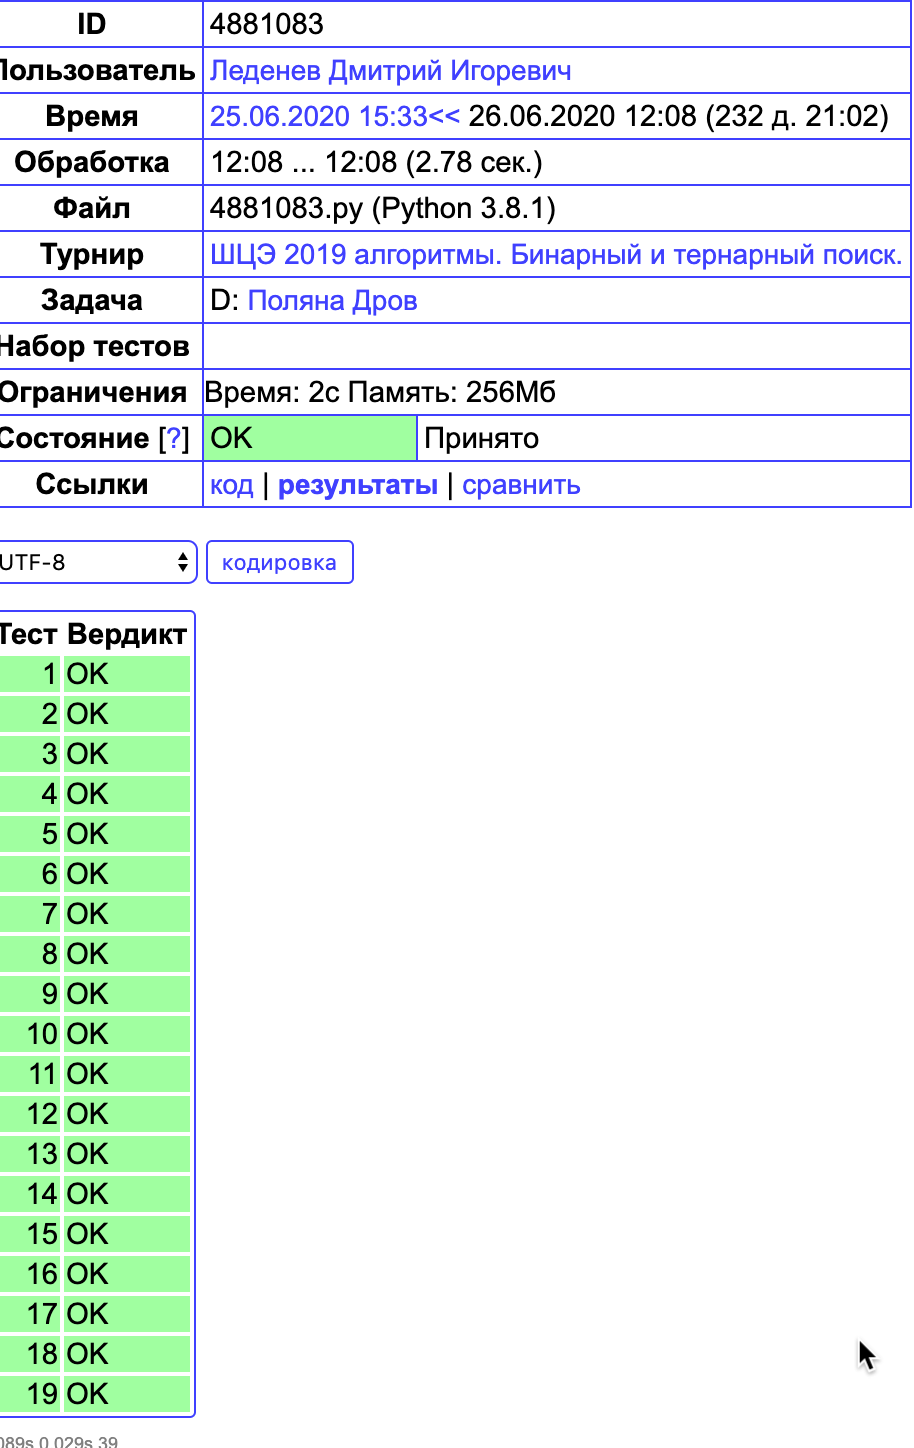 ID 4881083
Пользователь Леденев Дмитрий Игоревич
Время 25.06.2020 15:33<< 26.06.2020 12:08 (232 д. 21:02)
Обработка 12:08 ... 12:08 (2.78 сек.)
Файл 4881083.py (Python 3.8.1)
Турнир ШЦЭ 2019 алгоритмы. Бинарный и тернарный поиск.
Задача D: Поляна Дров
Набор тестов
Ограничения Время: 2с Память: 256Мб
Состояние [?] OK Принято
Ссылки код | результаты | сравнить
UTF-8 кодировка
Тест Вердикт
1 OK
2 OK
3 OK
4 OK
5 OK
6 OK
7 OK
8 OK
9 OK
10 OK
11 OK
12 OK
13 OK
14 OK
15 OK
16 OK
17 OK
18 OK
19 OK
089s 0.029s 39